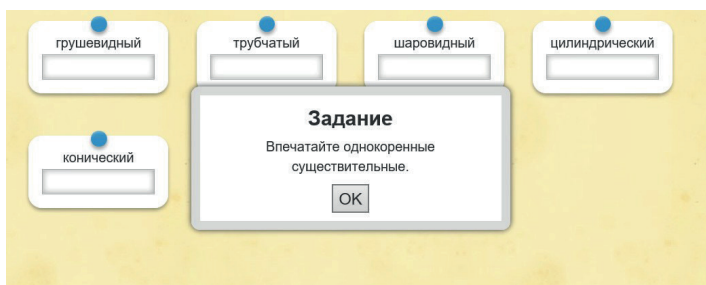 грушевидный
трубчатый
шаровидный
цилиндрический
Задание
Впечатайте однокоренные
существительные.
OK
конический